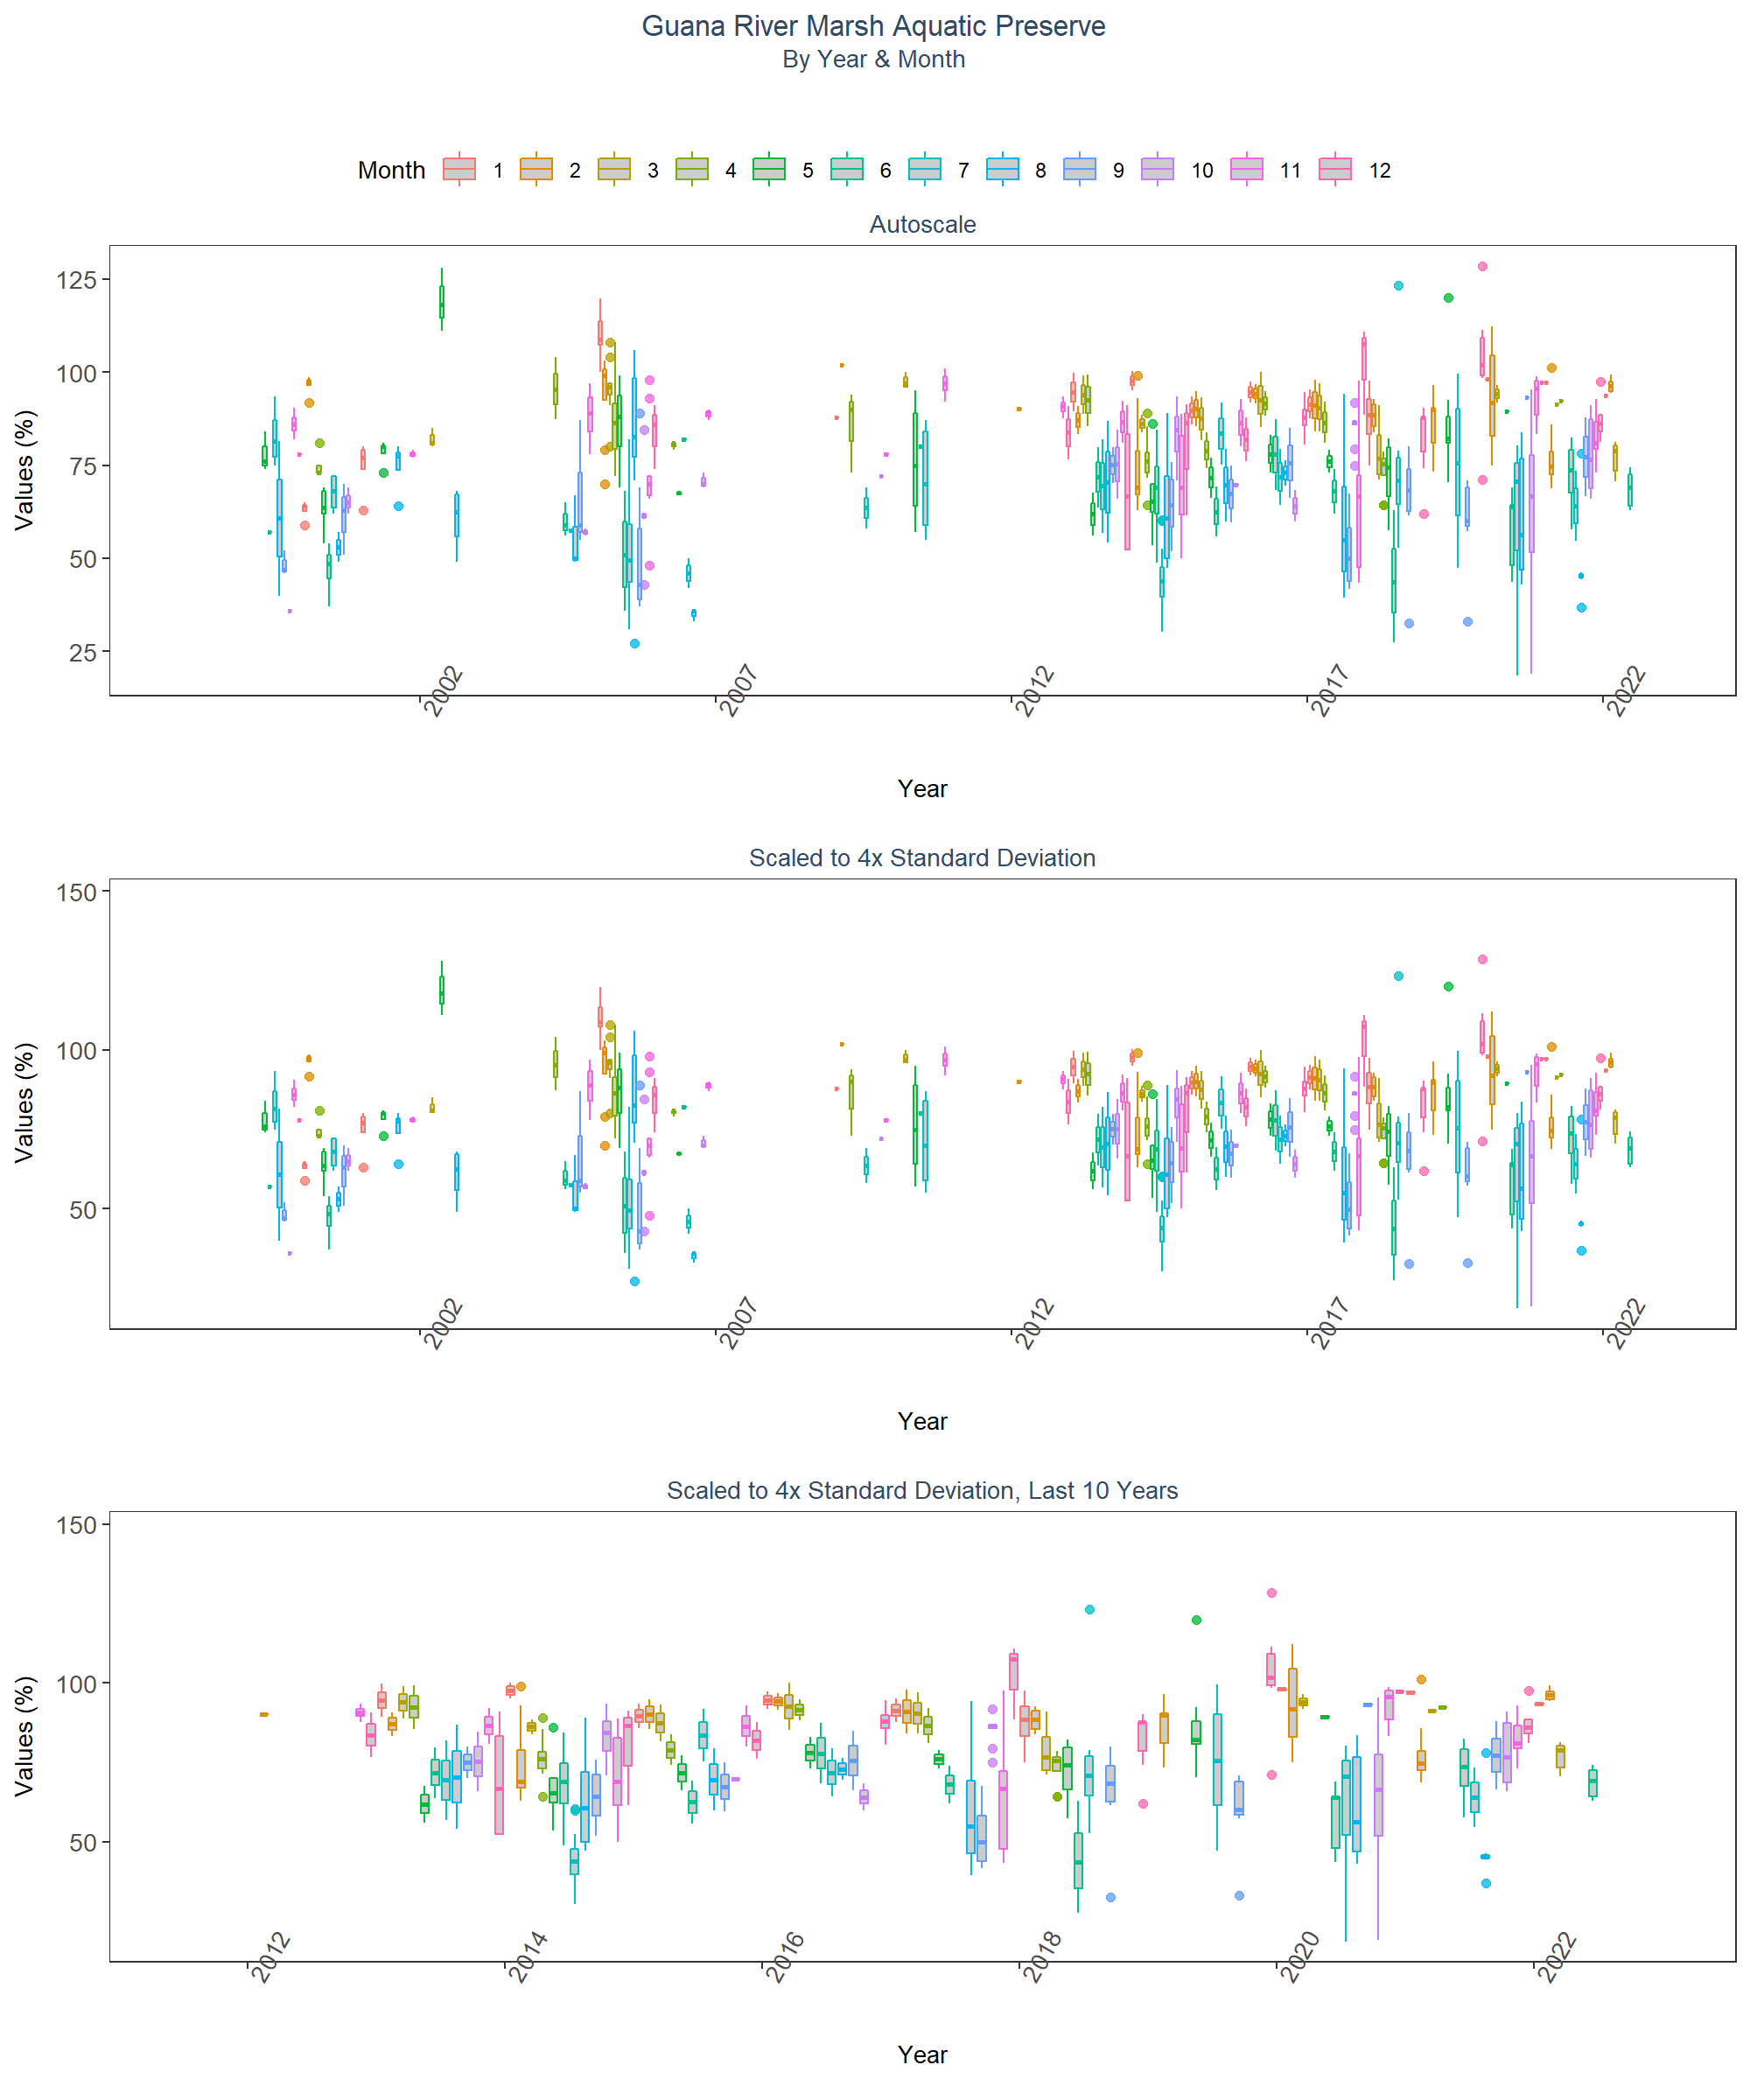 Guana River Marsh Aquatic Preserve
By Year & Month
Month 1 2 3 4 5 6 7 8 9 10 11 12
Autoscale
125
100
75
50
25
Values (%)
2002 2007 2012 2017 2022
Year
Scaled to 4x Standard Deviation
150
100
50
Values (%)
2002 2007 2012 2017 2022
Year
Scaled to 4x Standard Deviation, Last 10 Years
150
100
50
Values (%)
2012 2014 2016 2018 2020 2022
Year